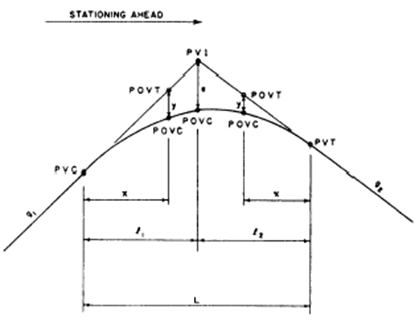 STATIONING AHEAD
PVI
POVT
POVT
e
y
y
POVC
POVC
POVC
PVT
PVC
g₁
x
x
g₂
l₁
l₂
L